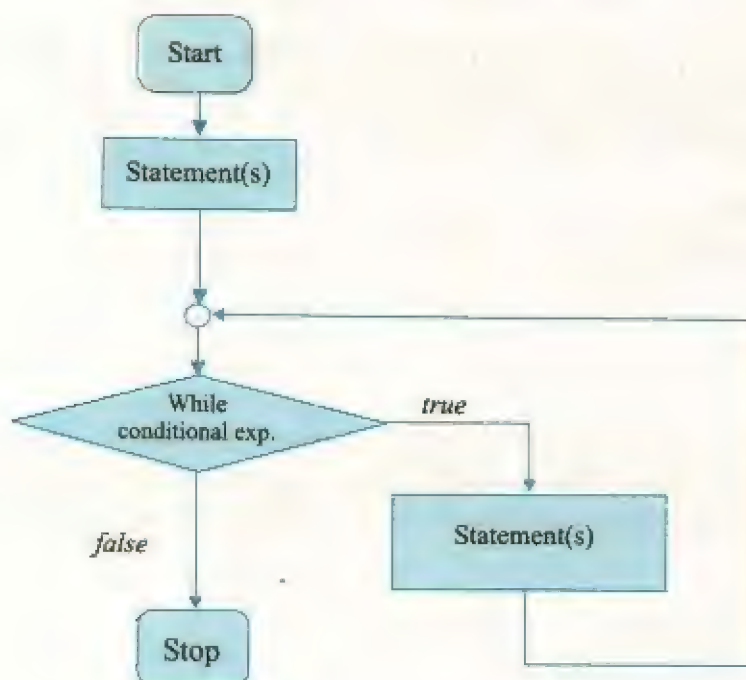 Start
Statement(s)
While
conditional exp.
true
Statement(s)
false
Stop